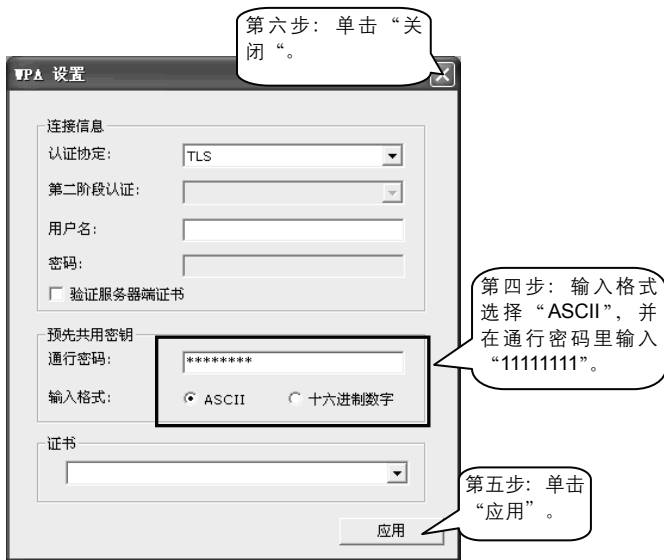 第六步：单击“关
闭“。
WPA 设置
连接信息
认证协定：
TLS
第二阶段认证：
用户名：
密码：
验证服务器端证书
第四步：输入格式
选择“ASCII”，并
在通行密码里输入
“11111111”。
预先共用密钥
通行密码：
********
输入格式：
ASCII
十六进制数字
证书
第五步：单击
“应用”。
应用